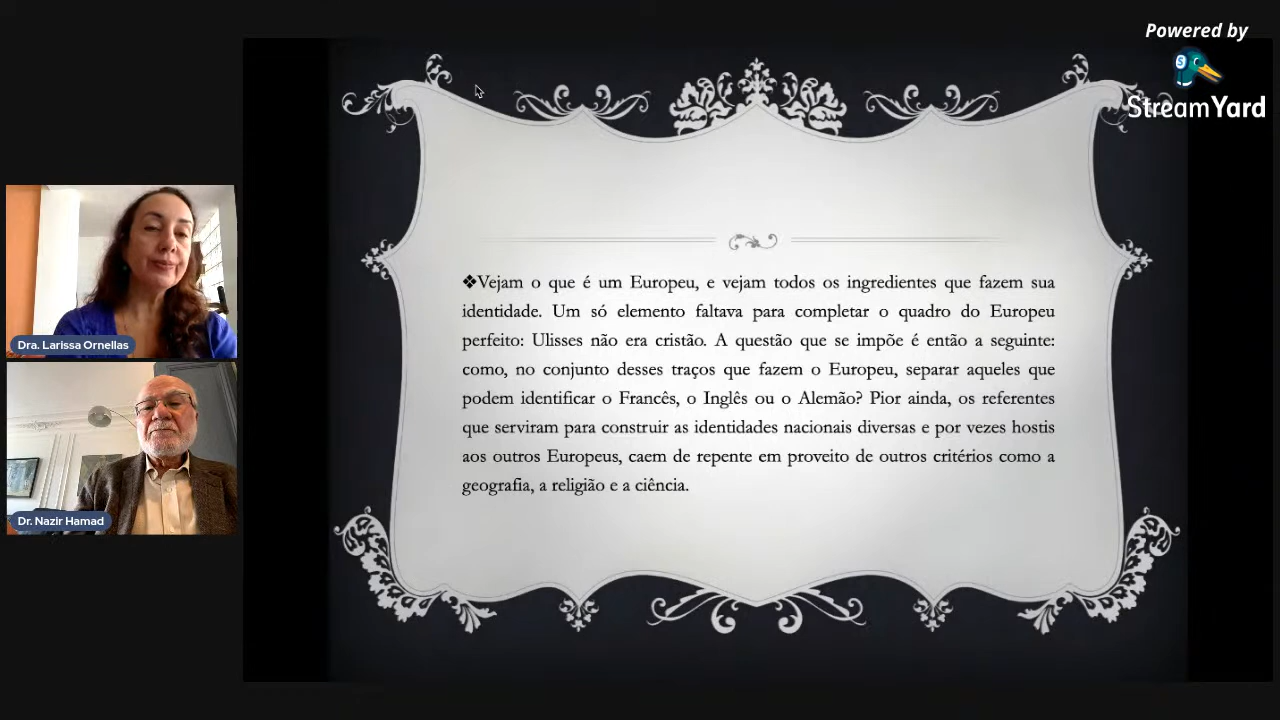 Powered by
StreamYard
❖Vejam o que é um Europeu, e vejam todos os ingredientes que fazem sua
identidade. Um só elemento faltava para completar o quadro do Europeu
perfeito: Ulisses não era cristão. A questão que se impõe é então a seguinte:
como, no conjunto desses traços que fazem o Europeu, separar aqueles que
podem identificar o Francês, o Inglês ou o Alemão? Pior ainda, os referentes
que serviram para construir as identidades nacionais diversas e por vezes hostis
aos outros Europeus, caem de repente em proveito de outros critérios como a
geografia, a religião e a ciência.
Dra. Larissa Ornellas
Dr. Nazir Hamad